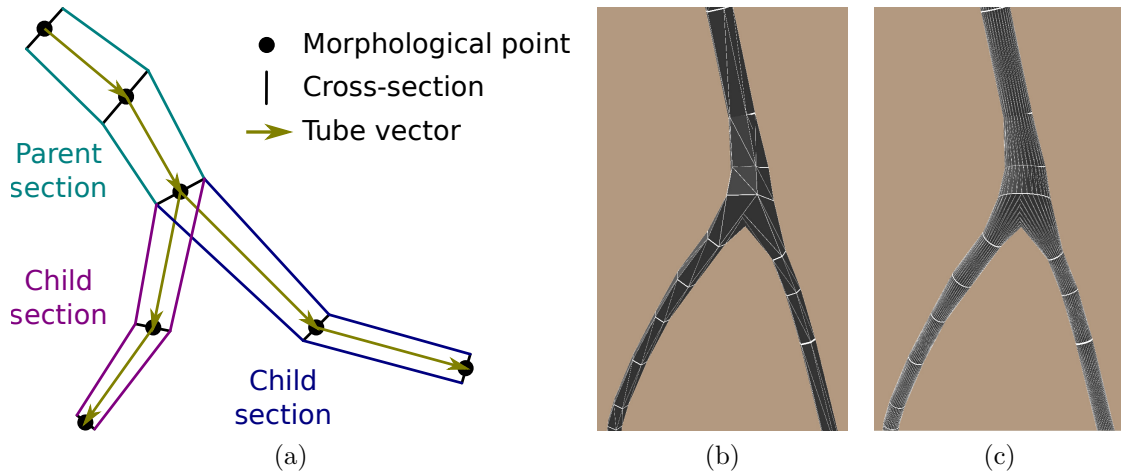 Morphological point
Cross-section
Tube vector
Parent
section
Child
section
Child
section
(a)
(b)
(c)